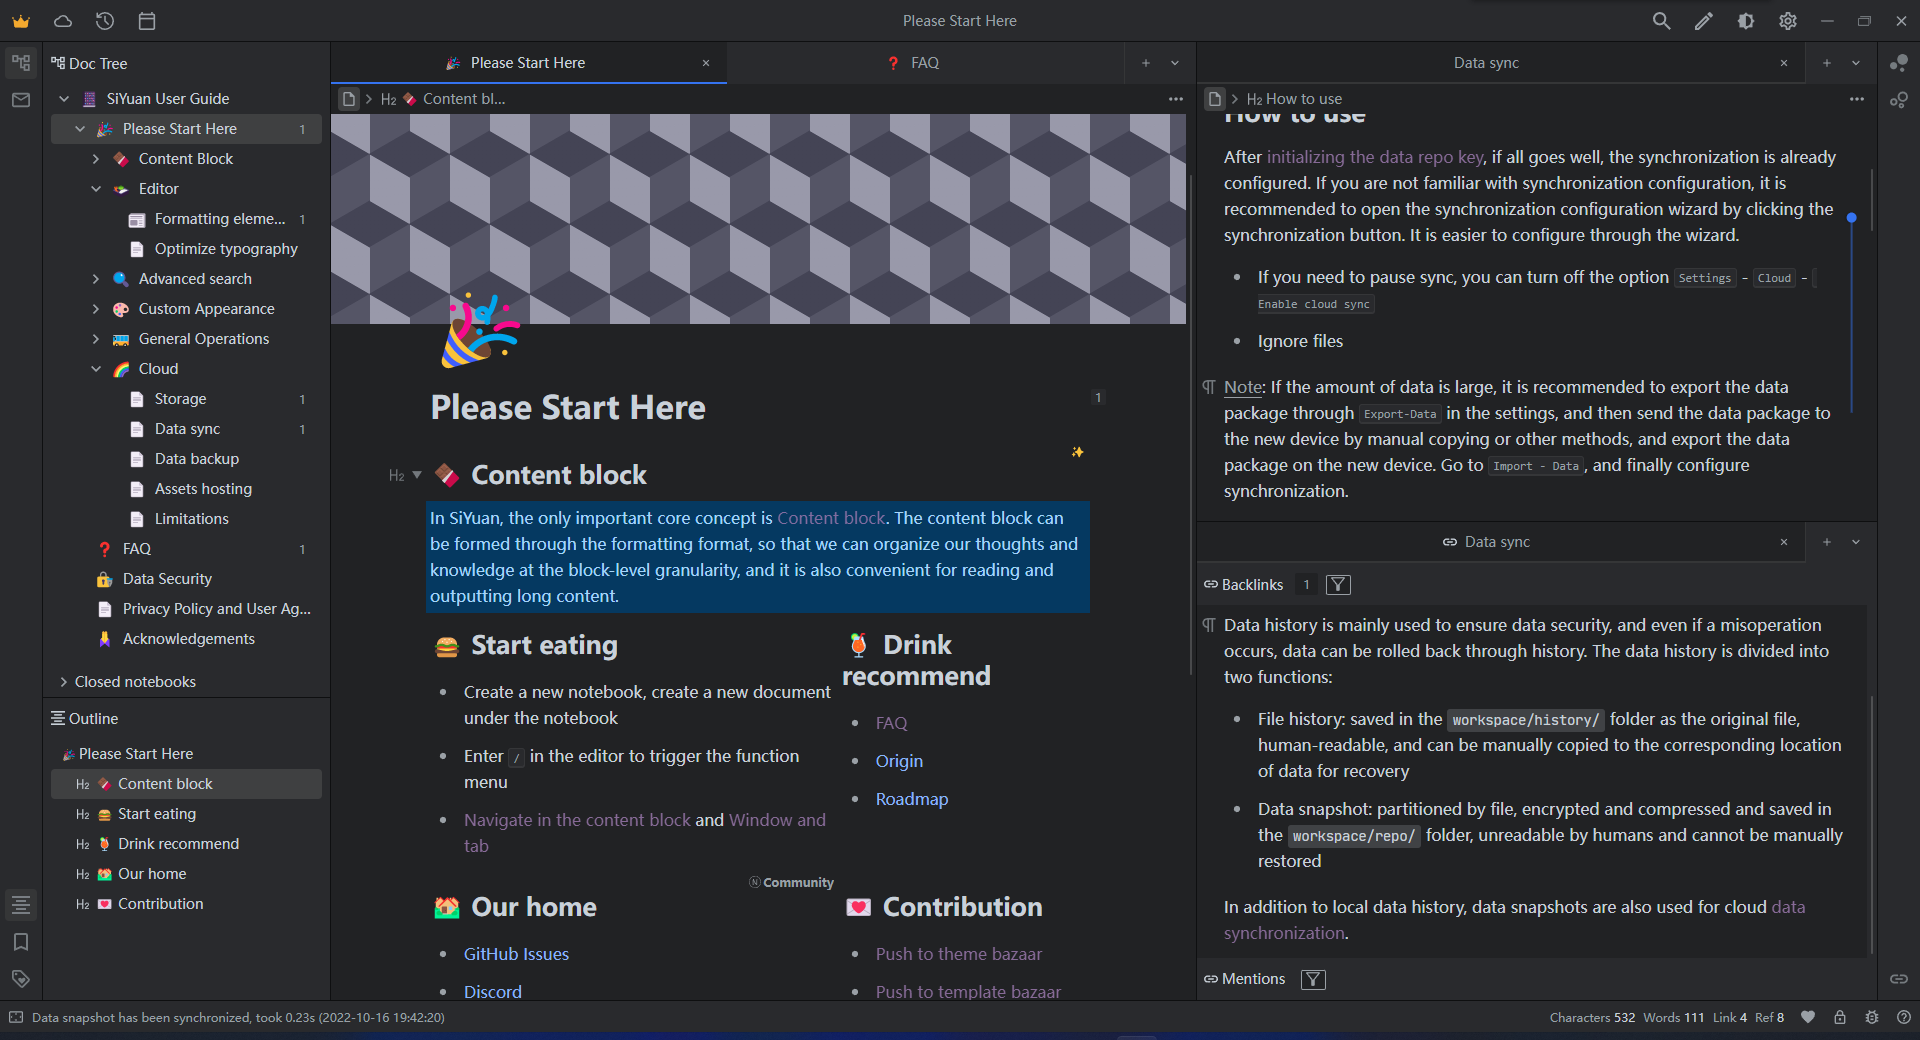 Please Start Here
Doc Tree
SiYuan User Guide
Please Start Here 1
Content Block
Editor
Formatting eleme... 1
Optimize typography
Advanced search
Custom Appearance
General Operations
Cloud
Storage 1
Data sync 1
Data backup
Assets hosting
Limitations
FAQ 1
Data Security
Privacy Policy and User Ag...
Acknowledgements
Closed notebooks
Outline
Please Start Here
H2 Content block
H2 Start eating
H2 Drink recommend
H2 Our home
H2 Contribution
Please Start Here
FAQ
H2 Content bl...
Please Start Here
1
H2 Content block
In SiYuan, the only important core concept is Content block. The content block can
be formed through the formatting format, so that we can organize our thoughts and
knowledge at the block-level granularity, and it is also convenient for reading and
outputting long content.
Start eating
Create a new notebook, create a new document
under the notebook
Enter / in the editor to trigger the function
menu
Navigate in the content block and Window and
tab
Drink
recommend
FAQ
Origin
Roadmap
N Community
Our home
GitHub Issues
Discord
Contribution
Push to theme bazaar
Push to template bazaar
Data sync
H2 How to use
How to use
After initializing the data repo key, if all goes well, the synchronization is already
configured. If you are not familiar with synchronization configuration, it is
recommended to open the synchronization configuration wizard by clicking the
synchronization button. It is easier to configure through the wizard.
If you need to pause sync, you can turn off the option Settings - Cloud -
Enable cloud sync
Ignore files
Note: If the amount of data is large, it is recommended to export the data
package through Export-Data in the settings, and then send the data package to
the new device by manual copying or other methods, and export the data
package on the new device. Go to Import - Data, and finally configure
synchronization.
Data sync
Backlinks 1
Data history is mainly used to ensure data security, and even if a misoperation
occurs, data can be rolled back through history. The data history is divided into
two functions:
File history: saved in the workspace/history/ folder as the original file,
human-readable, and can be manually copied to the corresponding location
of data for recovery
Data snapshot: partitioned by file, encrypted and compressed and saved in
the workspace/repo/ folder, unreadable by humans and cannot be manually
restored
In addition to local data history, data snapshots are also used for cloud data
synchronization.
Mentions
Data snapshot has been synchronized, took 0.23s (2022-10-16 19:42:20)
Characters 532 Words 111 Link 4 Ref 8